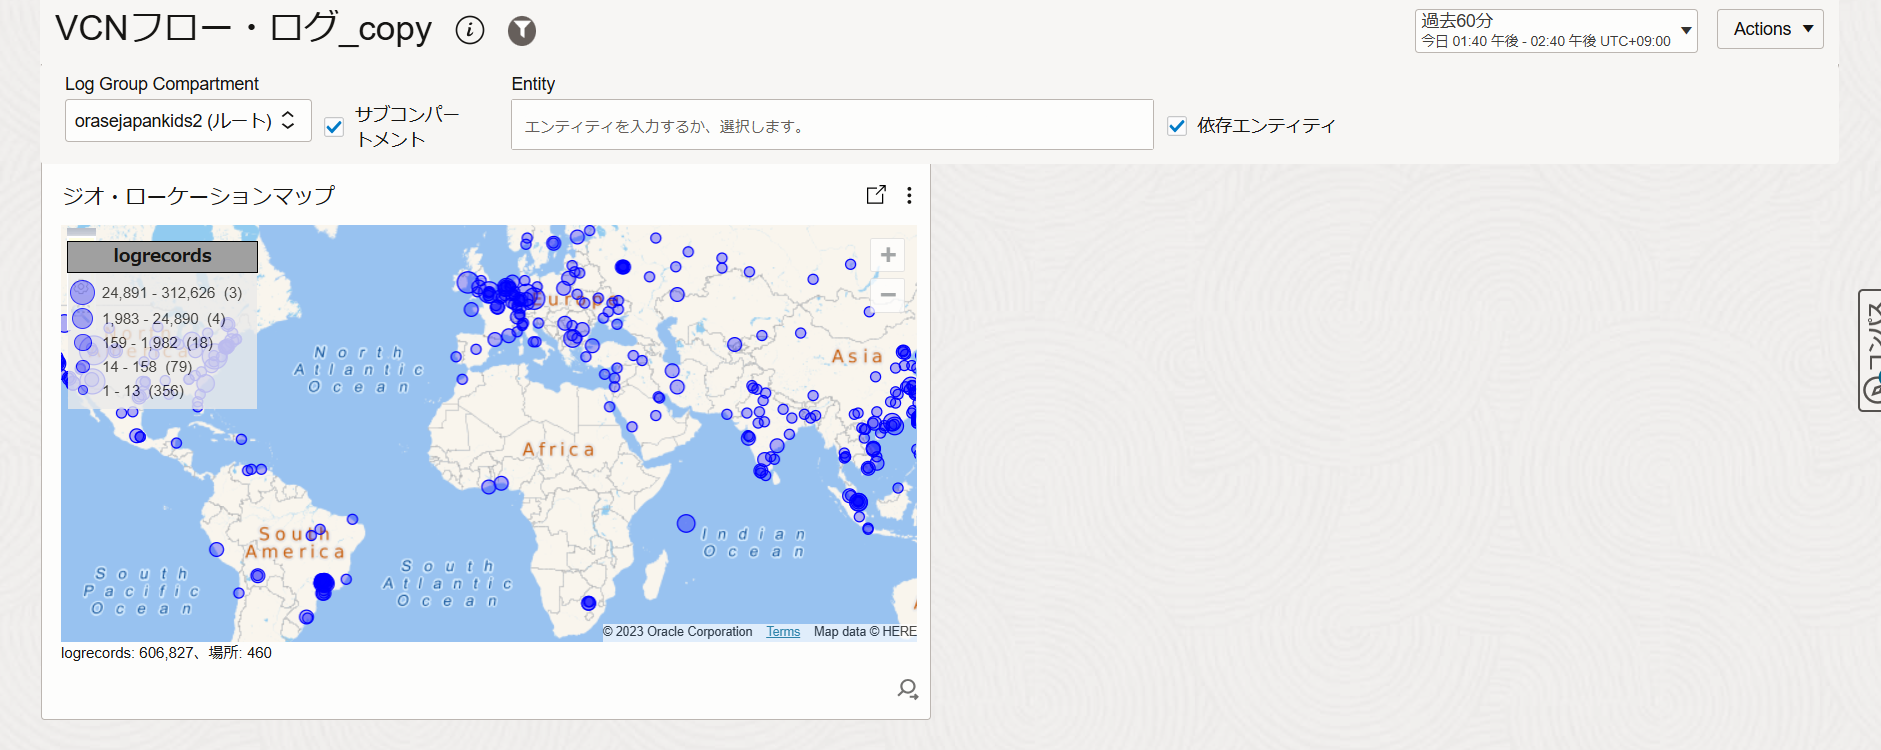 VCNフロー・ログ_copy
過去60分
今日 01:40 午後 - 02:40 午後 UTC+09:00
Actions
Log Group Compartment
orasejapankids2 (ルート)
サブコンパートメント
Entity
エンティティを入力するか、選択します。
依存エンティティ
ジオ・ローケーションマップ
logrecords
24,891 - 312,626 (3)
1,983 - 24,890 (4)
159 - 1,982 (18)
14 - 158 (79)
1 - 13 (356)
North
Atlantic
Ocean
Europe
Asia
Africa
South
America
South
Pacific
Ocean
South
Atlantic
Ocean
Indian
Ocean
© 2023 Oracle Corporation Terms Map data © HERE
logrecords: 606,827、場所: 460